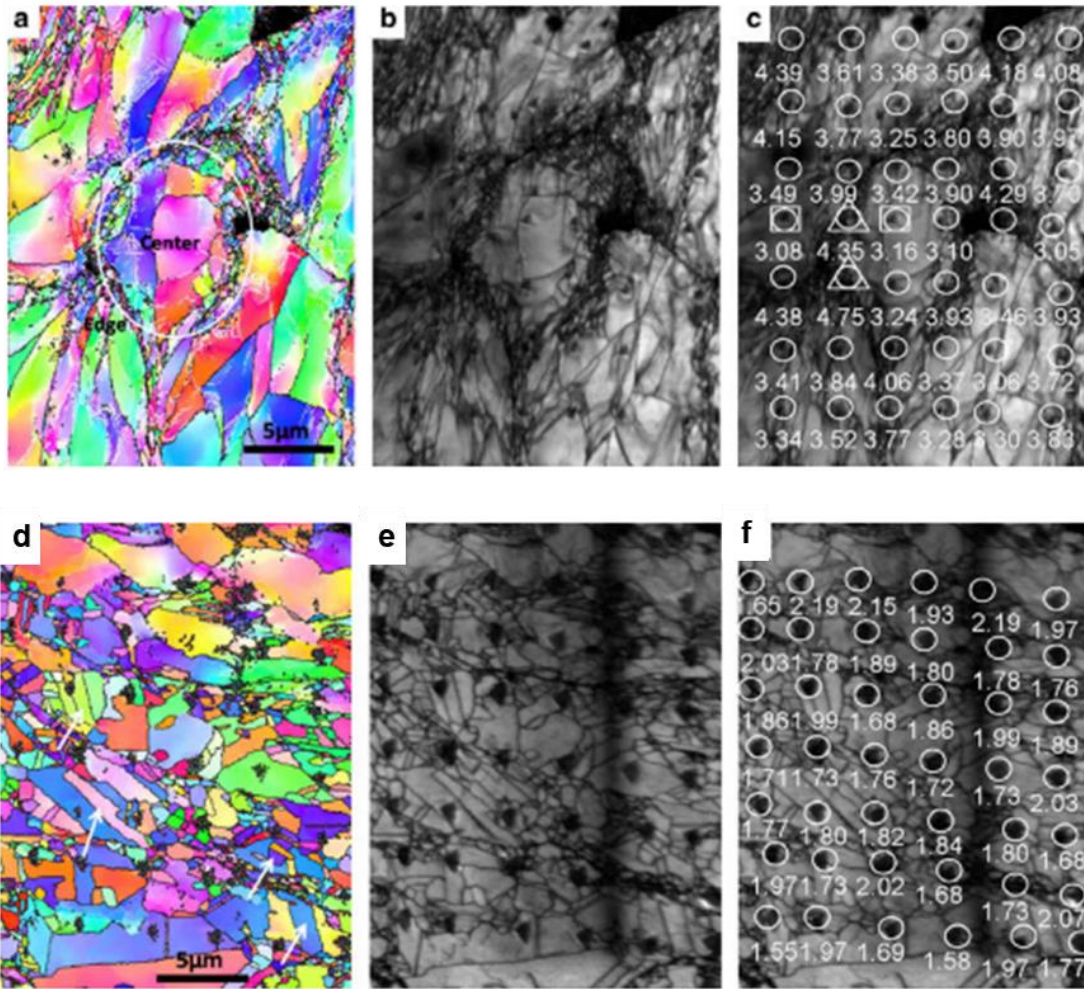 a
b
c
Center
Edge
5µm
4.39 3.61 3.38 3.50 4.18 4.08
4.15 3.77 3.25 3.80 3.90 3.97
3.49 3.99 3.42 3.90 4.29 3.70
3.08 4.35 3.16 3.10 3.05
4.38 4.75 3.24 3.93 3.46 3.93
3.41 3.84 4.06 3.37 3.06 3.72
3.34 3.52 3.77 3.28 3.83
d
e
f
5µm
1.65 2.19 2.15 1.93 2.19 1.97
2.03 1.78 1.89 1.80 1.78 1.76
1.86 1.99 1.68 1.86 1.99 1.89
1.71 1.73 1.76 1.72 1.73 2.03
1.77 1.80 1.82 1.84 1.80 1.68
1.97 1.73 2.02 1.68 1.73 2.07
1.55 1.97 1.69 1.58 1.97 1.77